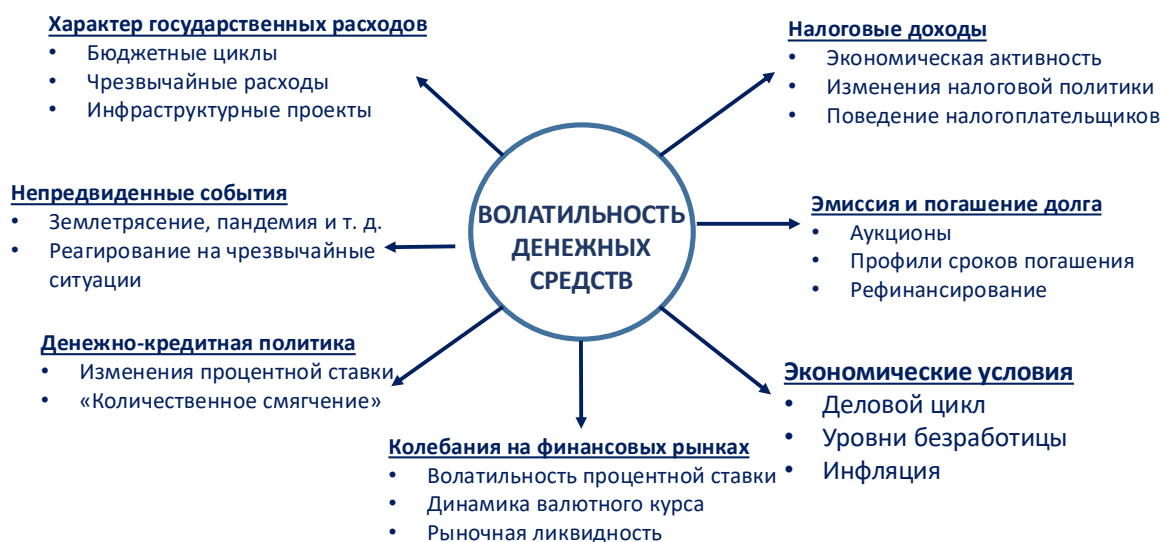 Характер государственных расходов
• Бюджетные циклы
• Чрезвычайные расходы
• Инфраструктурные проекты
Налоговые доходы
• Экономическая активность
• Изменения налоговой политики
• Поведение налогоплательщиков
Непредвиденные события
• Землетрясение, пандемия и т. д.
• Реагирование на чрезвычайные
ситуации
ВОЛАТИЛЬНОСТЬ
ДЕНЕЖНЫХ
СРЕДСТВ
Эмиссия и погашение долга
• Аукционы
• Профили сроков погашения
• Рефинансирование
Денежно-кредитная политика
• Изменения процентной ставки
• «Количественное смягчение»
Экономические условия
• Деловой цикл
• Уровни безработицы
• Инфляция
Колебания на финансовых рынках
• Волатильность процентной ставки
• Динамика валютного курса
• Рыночная ликвидность